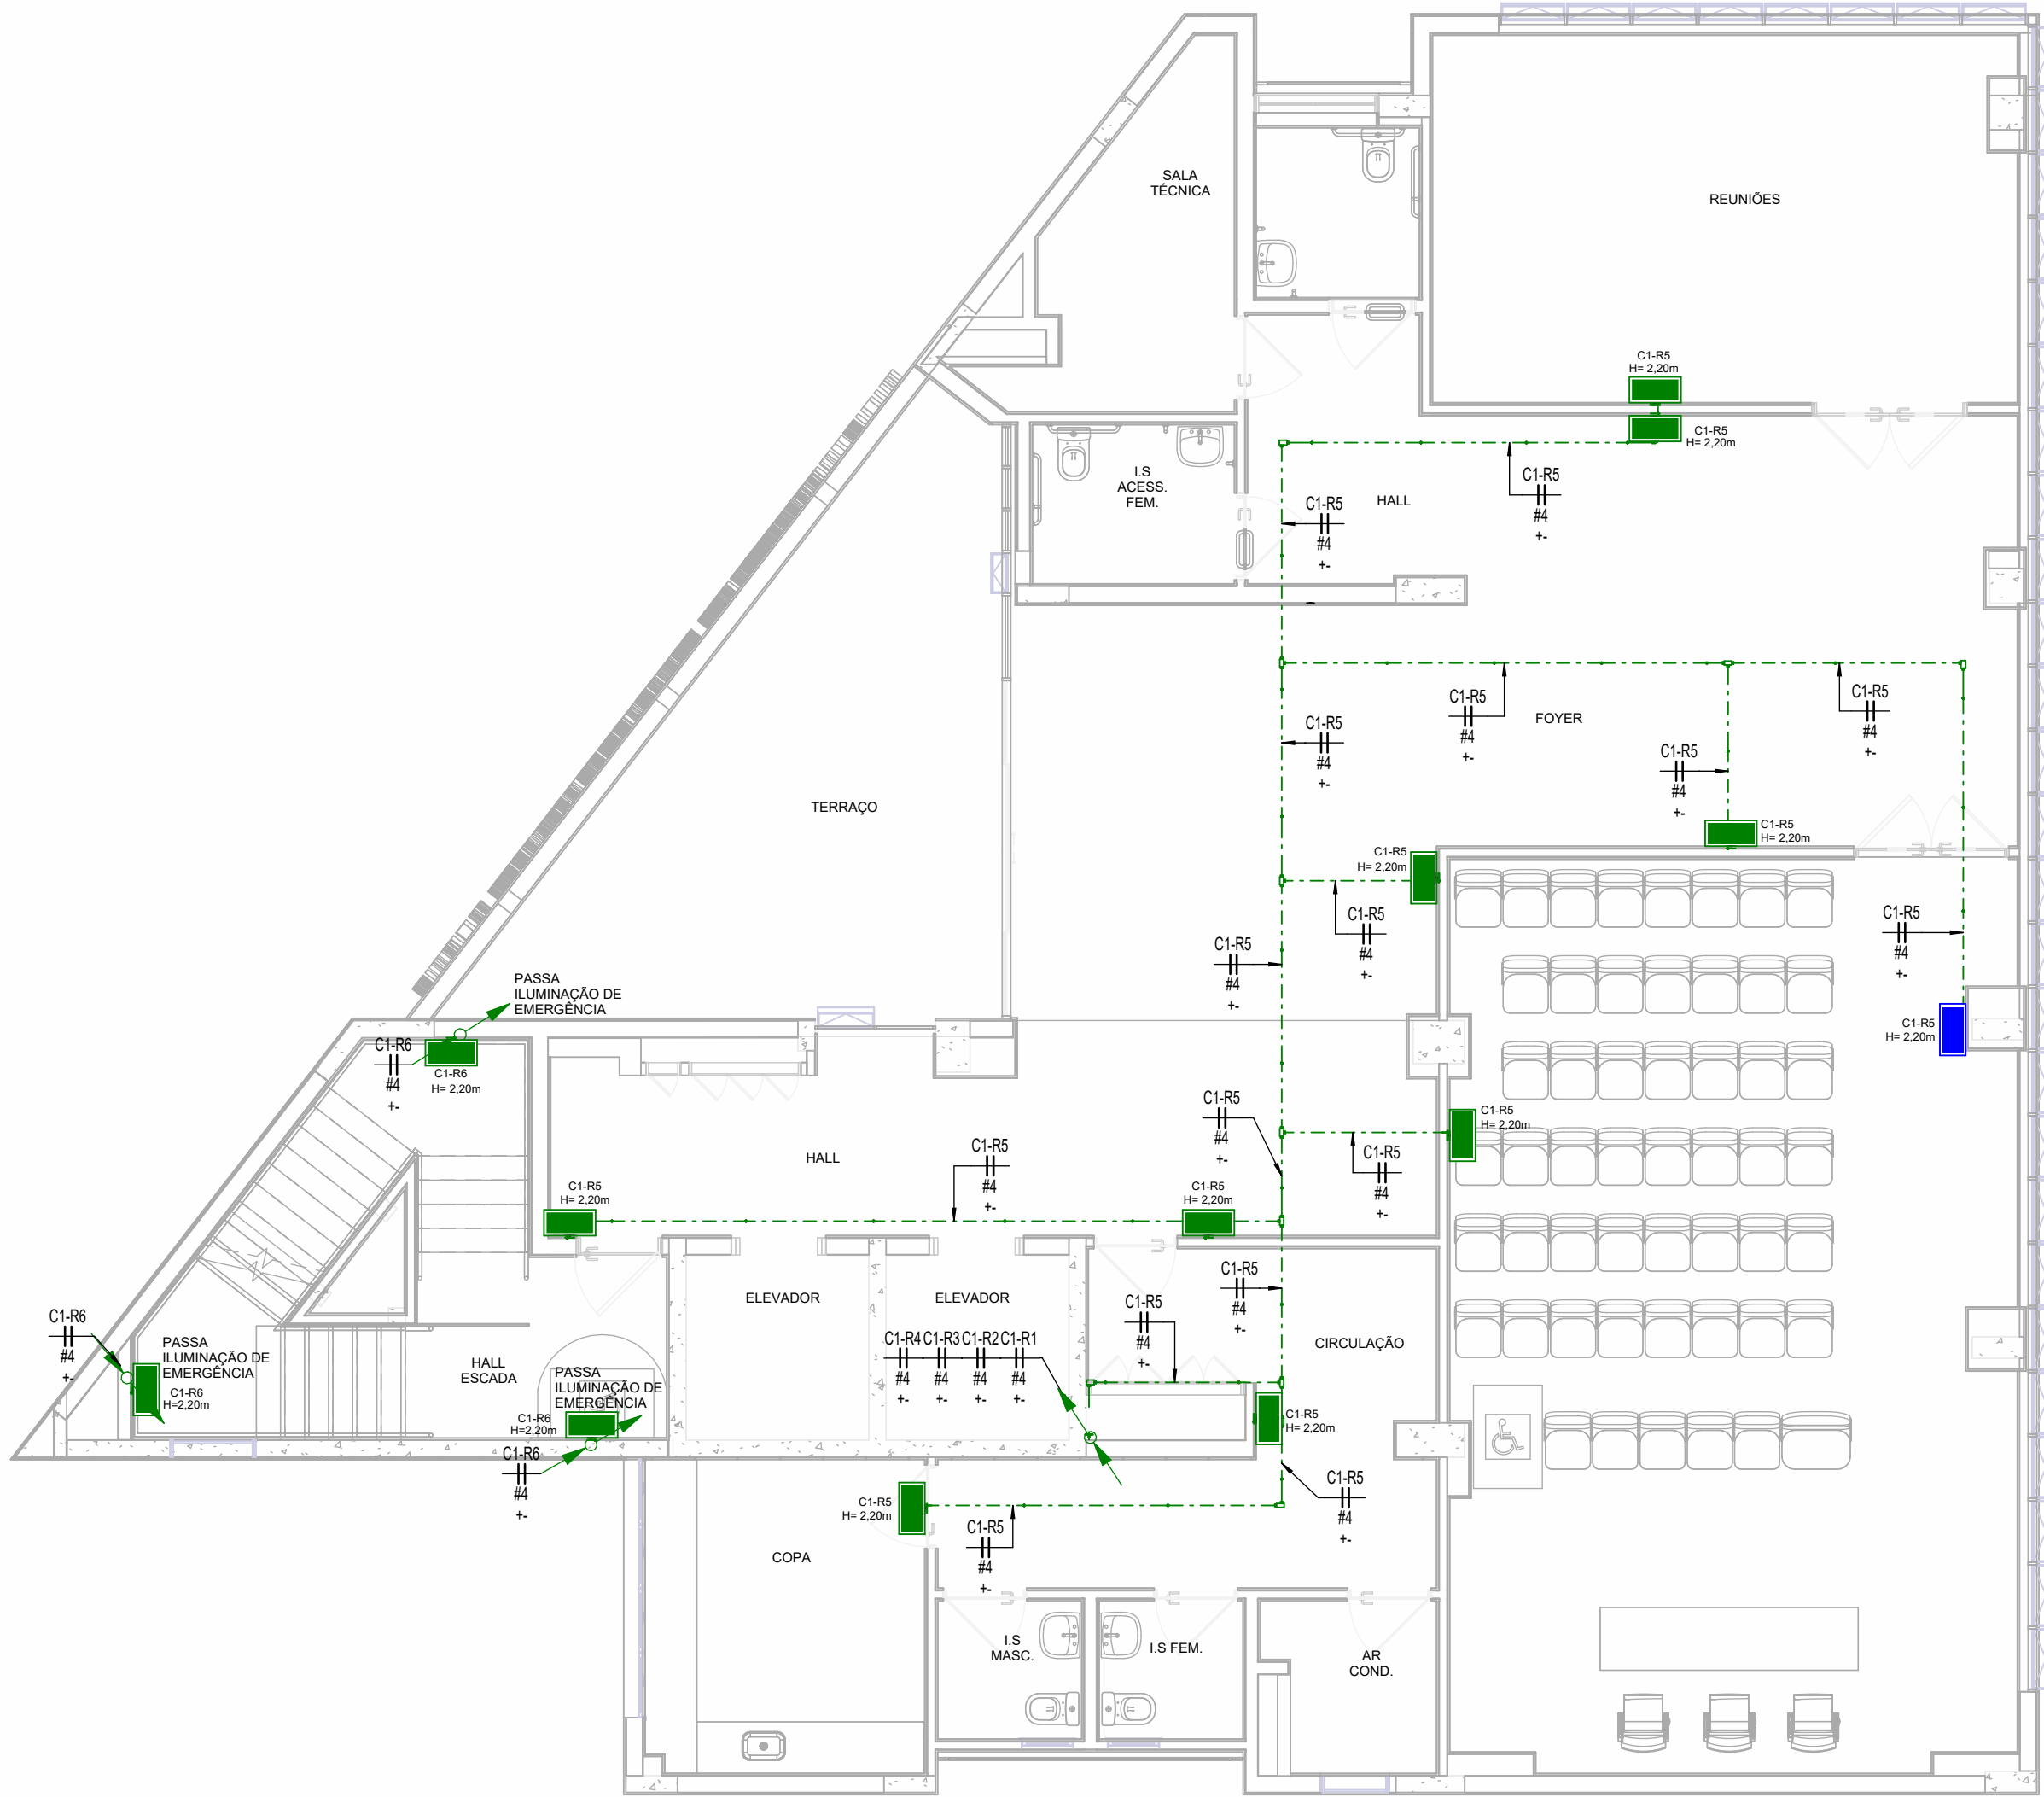 SALA
TÉCNICA
REUNIÕES
C1-R5
H= 2,20m
C1-R5
H= 2,20m
I.S
ACESS.
FEM.
C1-R5
#4
+-
HALL
C1-R5
#4
+-
C1-R5
#4
+-
C1-R5
#4
+-
FOYER
C1-R5
#4
+-
C1-R5
#4
+-
TERRAÇO
C1-R5
H= 2,20m
C1-R5
H= 2,20m
C1-R5
#4
+-
C1-R5
#4
+-
C1-R5
#4
+-
PASSA
ILUMINAÇÃO DE
EMERGÊNCIA
C1-R6
#4
+-
C1-R6
H= 2,20m
C1-R5
H= 2,20m
C1-R5
#4
+-
C1-R5
H= 2,20m
HALL
C1-R5
#4
+-
C1-R5
#4
+-
C1-R5
H= 2,20m
C1-R5
H= 2,20m
ELEVADOR
ELEVADOR
C1-R5
#4
+-
C1-R5
#4
+-
CIRCULAÇÃO
C1-R6
#4
+-
PASSA
ILUMINAÇÃO DE
EMERGÊNCIA
C1-R6
H=2,20m
HALL
ESCADA
PASSA
ILUMINAÇÃO DE
EMERGÊNCIA
C1-R6
H=2,20m
C1-R6
#4
+-
C1-R4 C1-R3 C1-R2 C1-R1
#4 #4 #4 #4
+- +- +- +-
C1-R5
H= 2,20m
C1-R5
H= 2,20m
C1-R5
#4
+-
C1-R5
#4
+-
COPA
I.S
MASC.
I.S FEM.
AR
COND.